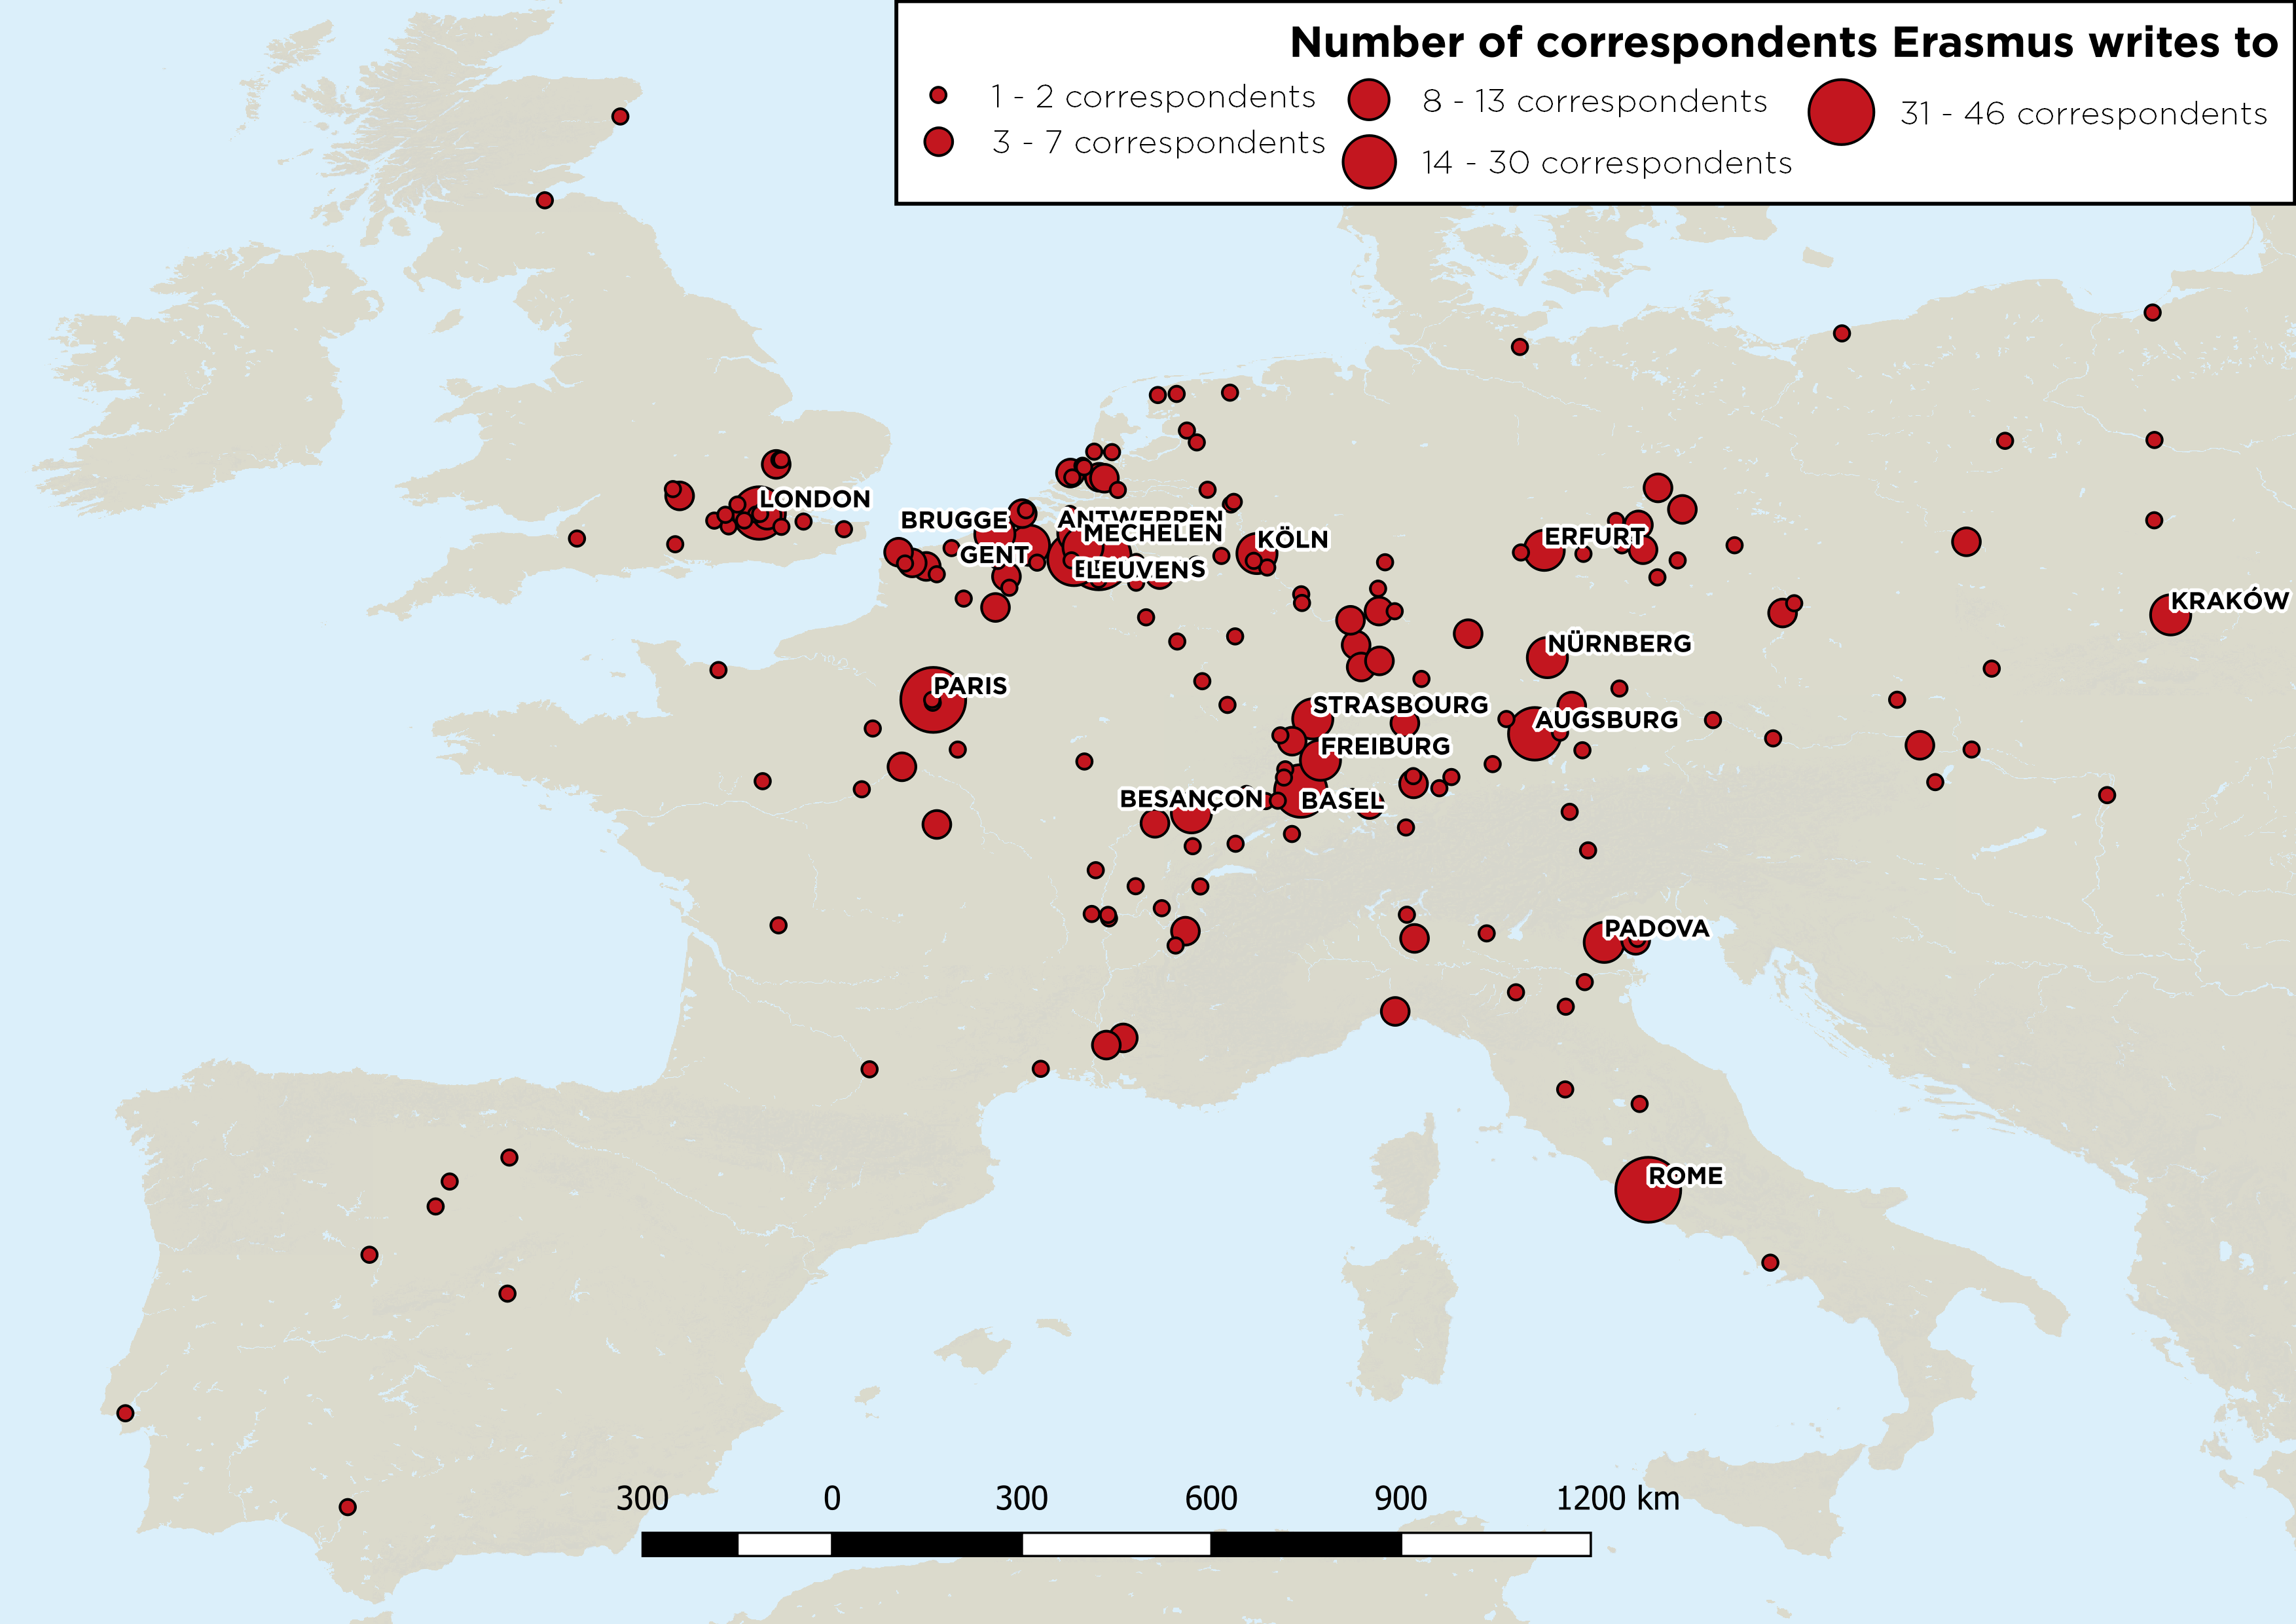 Number of correspondents Erasmus writes to
1 - 2 correspondents
3 - 7 correspondents
8 - 13 correspondents
14 - 30 correspondents
31 - 46 correspondents
LONDON
BRUGGE
ANTWERPEN
MECHELEN
GENT
KÖLN
LEUVEN
ERFURT
KRAKÓW
NÜRNBERG
PARIS
STRASBOURG
AUGSBURG
FREIBURG
BESANÇON
BASEL
PADOVA
ROME
300 0 300 600 900 1200 km